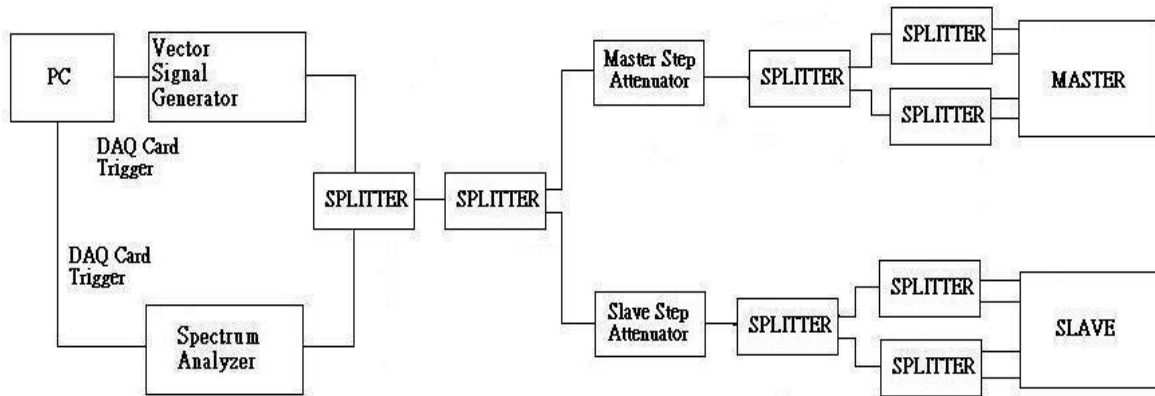 PC
Vector
Signal
Generator
DAQ Card
Trigger
DAQ Card
Trigger
Spectrum
Analyzer
SPLITTER
SPLITTER
Master Step
Attenuator
SPLITTER
SPLITTER
SPLITTER
MASTER
Slave Step
Attenuator
SPLITTER
SPLITTER
SPLITTER
SLAVE